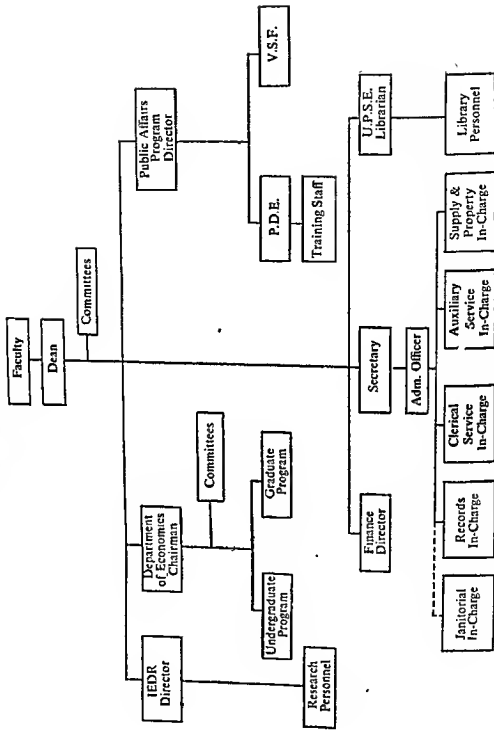 Faculty
Dean
Committees
IEDR
Director
Department
of Economics
Chairman
Public Affairs
Program
Director
Committees
Undergraduate
Program
Graduate
Program
P.D.E.
V.S.F.
Research
Personnel
Training Staff
Finance
Director
Secretary
U.P.S.E.
Librarian
Adm. Officer
Janitorial
In-Charge
Records
In-Charge
Clerical
Service
In-Charge
Auxiliary
Service
In-Charge
Supply &
Property
In-Charge
Library
Personnel